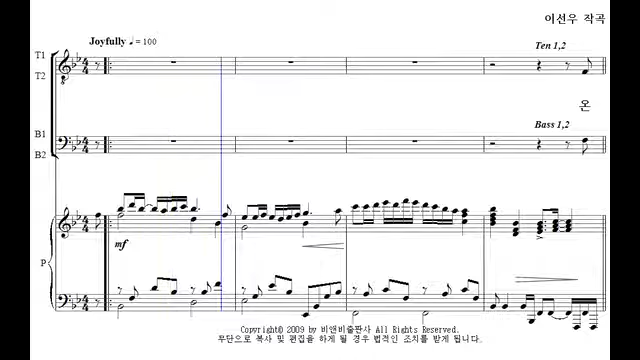 이선우 작곡
Joyfully ♩= 100
Ten 1,2
T1
T2
온
Bass 1,2
B1
B2
mf
P
Copyright© 2009 by 비앤비출판사 All Rights Reserved.
무단으로 복사 및 편집을 하게 될 경우 법적인 조치를 받게 됩니다.